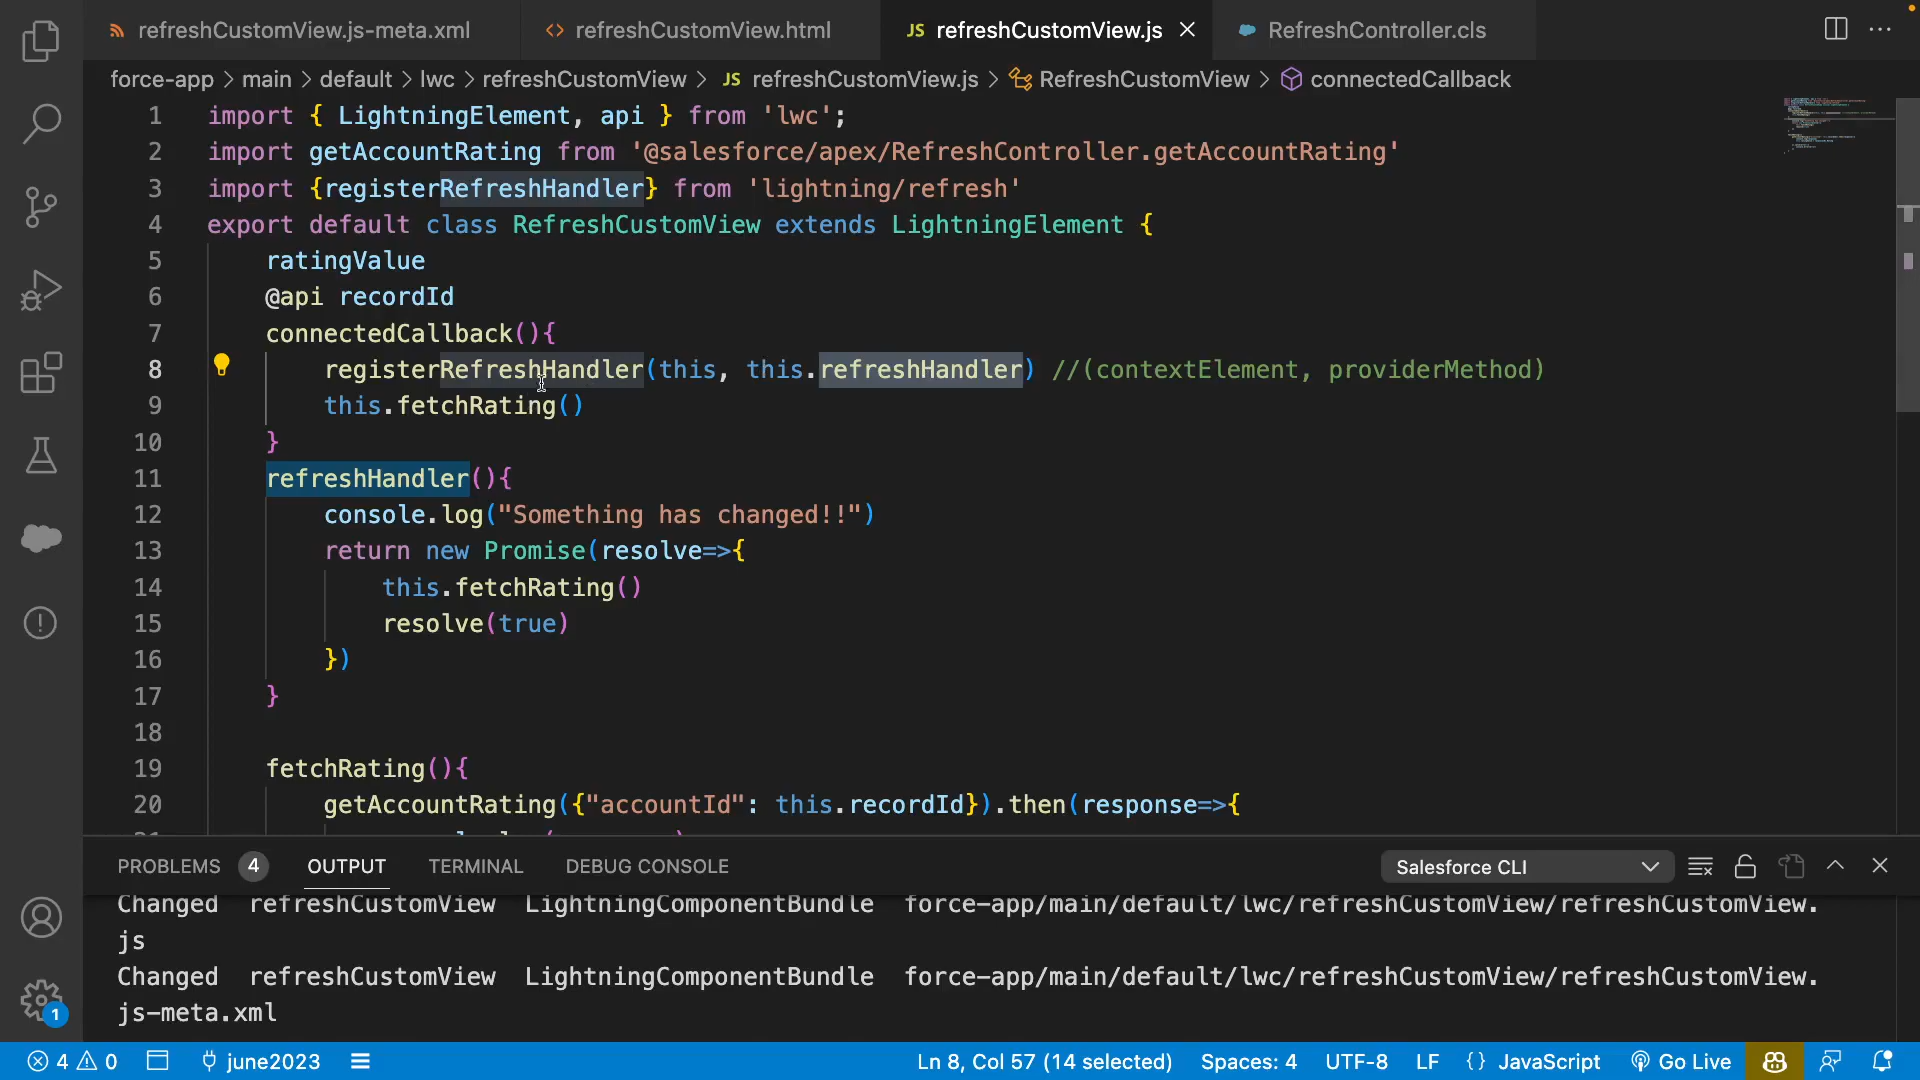 refreshCustomView.js-meta.xml
refreshCustomView.html
JS refreshCustomView.js
RefreshController.cls
force-app > main > default > lwc > refreshCustomView > JS refreshCustomView.js > RefreshCustomView > connectedCallback
1 import { LightningElement, api } from 'lwc';
2 import getAccountRating from '@salesforce/apex/RefreshController.getAccountRating'
3 import {registerRefreshHandler} from 'lightning/refresh'
4 export default class RefreshCustomView extends LightningElement {
5 ratingValue
6 @api recordId
7 connectedCallback(){
8 registerRefreshHandler(this, this.refreshHandler) //(contextElement, providerMethod)
9 this.fetchRating()
10 }
11 refreshHandler(){
12 console.log("Something has changed!!")
13 return new Promise(resolve=>{
14 this.fetchRating()
15 resolve(true)
16 })
17 }
18
19 fetchRating(){
20 getAccountRating({"accountId": this.recordId}).then(response=>{
PROBLEMS 4 OUTPUT TERMINAL DEBUG CONSOLE Salesforce CLI
Changed refreshCustomView LightningComponentBundle force-app/main/default/lwc/refreshCustomView/refreshCustomView.
js
Changed refreshCustomView LightningComponentBundle force-app/main/default/lwc/refreshCustomView/refreshCustomView.
js-meta.xml
1
4 0 june2023 Ln 8, Col 57 (14 selected) Spaces: 4 UTF-8 LF {} JavaScript Go Live